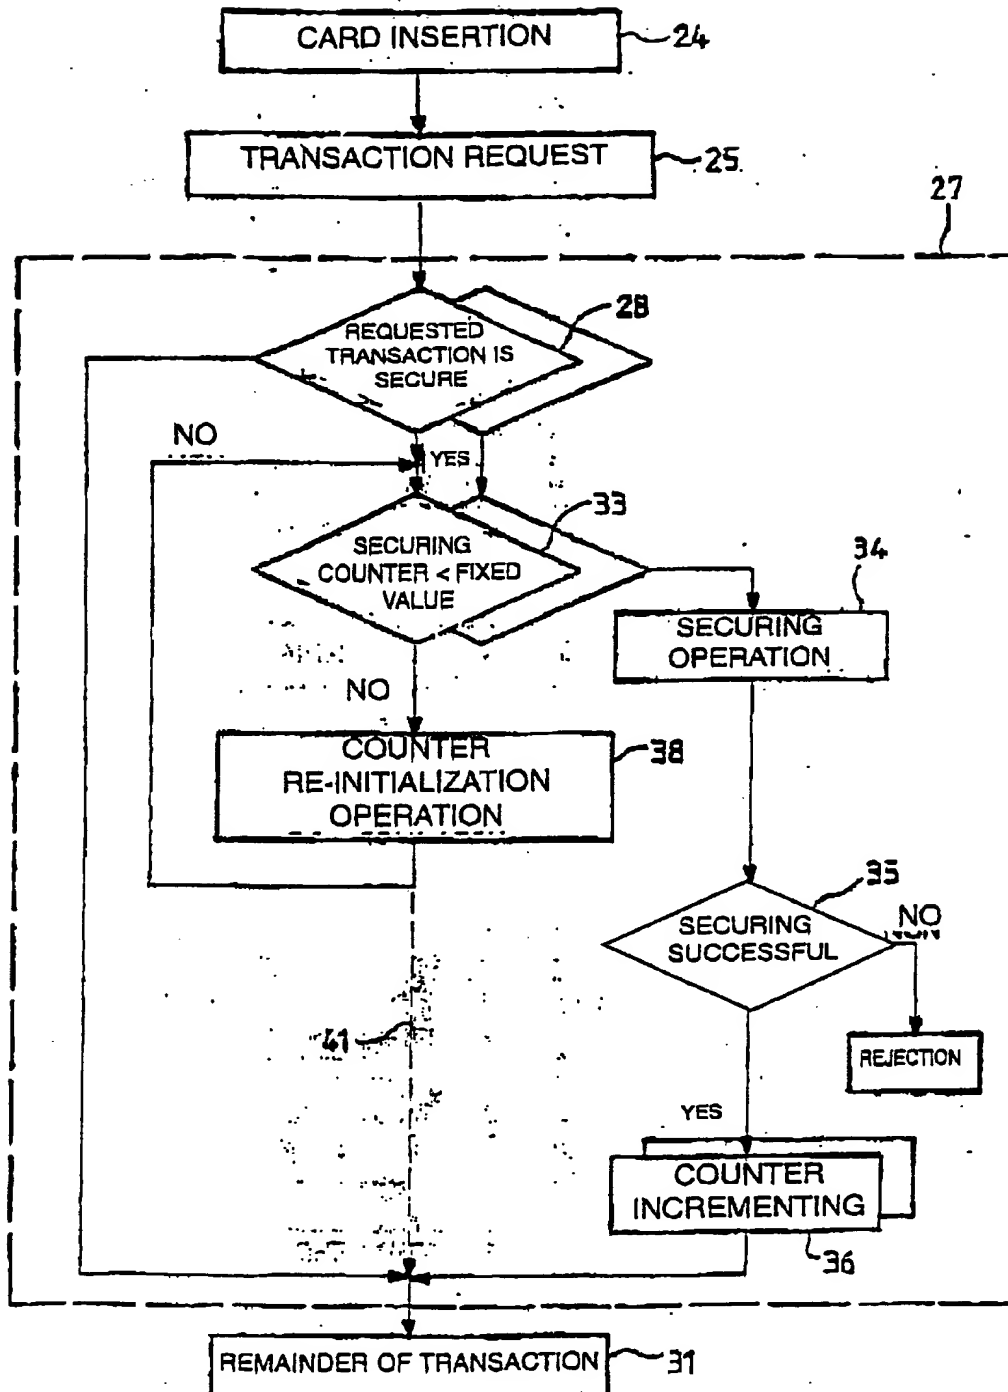 CARD INSERTION
24
TRANSACTION REQUEST
25
27
REQUESTED
TRANSACTION IS
SECURE
28
NO
YES
SECURING
COUNTER < FIXED
VALUE
33
34
SECURING
OPERATION
NO
COUNTER
RE-INITIALIZATION
OPERATION
38
35
SECURING
SUCCESSFUL
NO
41
REJECTION
YES
COUNTER
INCREMENTING
36
REMAINDER OF TRANSACTION
31